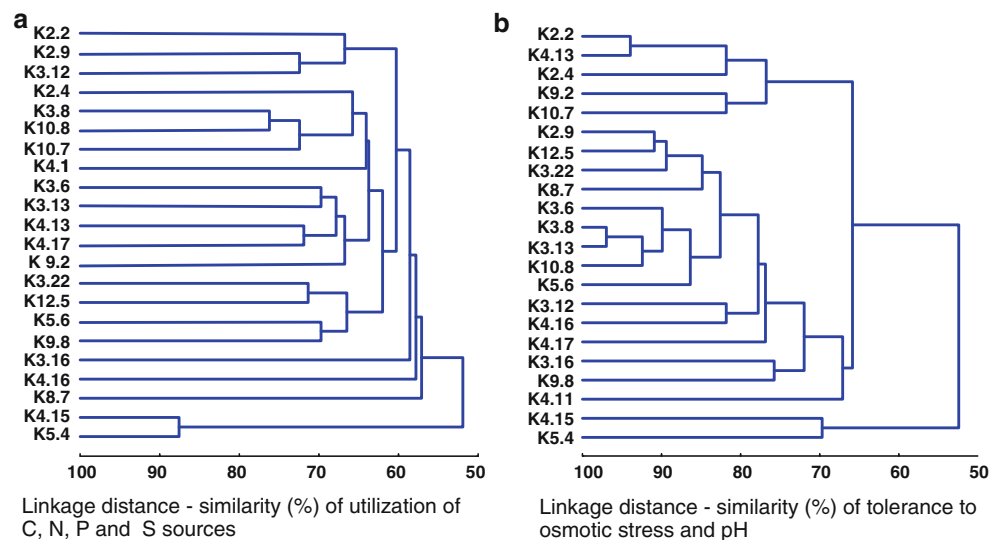 a
K2.2
K2.9
K3.12
K2.4
K3.8
K10.8
K10.7
K4.1
K3.6
K3.13
K4.13
K4.17
K 9.2
K3.22
K12.5
K5.6
K9.8
K3.16
K4.16
K8.7
K4.15
K5.4
100 90 80 70 60 50
Linkage distance - similarity (%) of utilization of
C, N, P and S sources
b
K2.2
K4.13
K2.4
K9.2
K10.7
K2.9
K12.5
K3.22
K8.7
K3.6
K3.8
K3.13
K10.8
K5.6
K3.12
K4.16
K4.17
K3.16
K9.8
K4.11
K4.15
K5.4
100 90 80 70 60 50
Linkage distance - similarity (%) of tolerance to
osmotic stress and pH